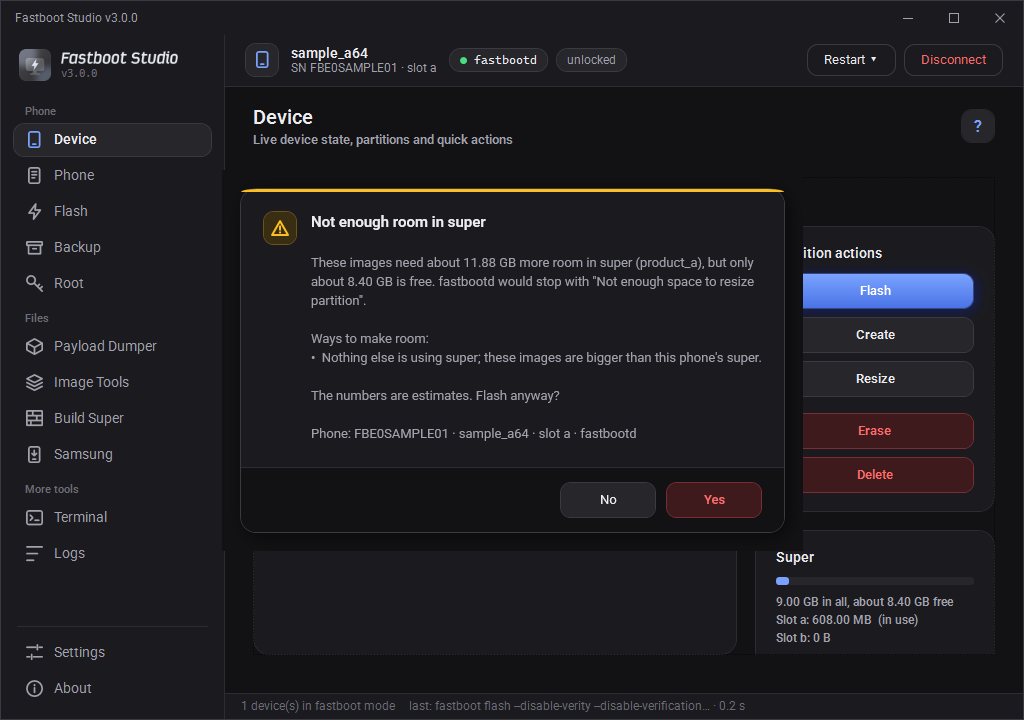 Fastboot Studio v3.0.0
Fastboot Studio
v3.0.0
sample_a64
SN FBE0SAMPLE01 · slot a
fastbootd
unlocked
Restart ▾
Disconnect
Phone
Device
Phone
Flash
Backup
Root
Files
Payload Dumper
Image Tools
Build Super
Samsung
More tools
Terminal
Logs
Settings
About
Device
Live device state, partitions and quick actions
?
Not enough room in super
These images need about 11.88 GB more room in super (product_a), but only
about 8.40 GB is free. fastbootd would stop with "Not enough space to resize
partition".
Ways to make room:
• Nothing else is using super; these images are bigger than this phone's super.
The numbers are estimates. Flash anyway?
Phone: FBE0SAMPLE01 · sample_a64 · slot a · fastbootd
No
Yes
ition actions
Flash
Create
Resize
Erase
Delete
Super
9.00 GB in all, about 8.40 GB free
Slot a: 608.00 MB (in use)
Slot b: 0 B
1 device(s) in fastboot mode last: fastboot flash --disable-verity --disable-verification… · 0.2 s